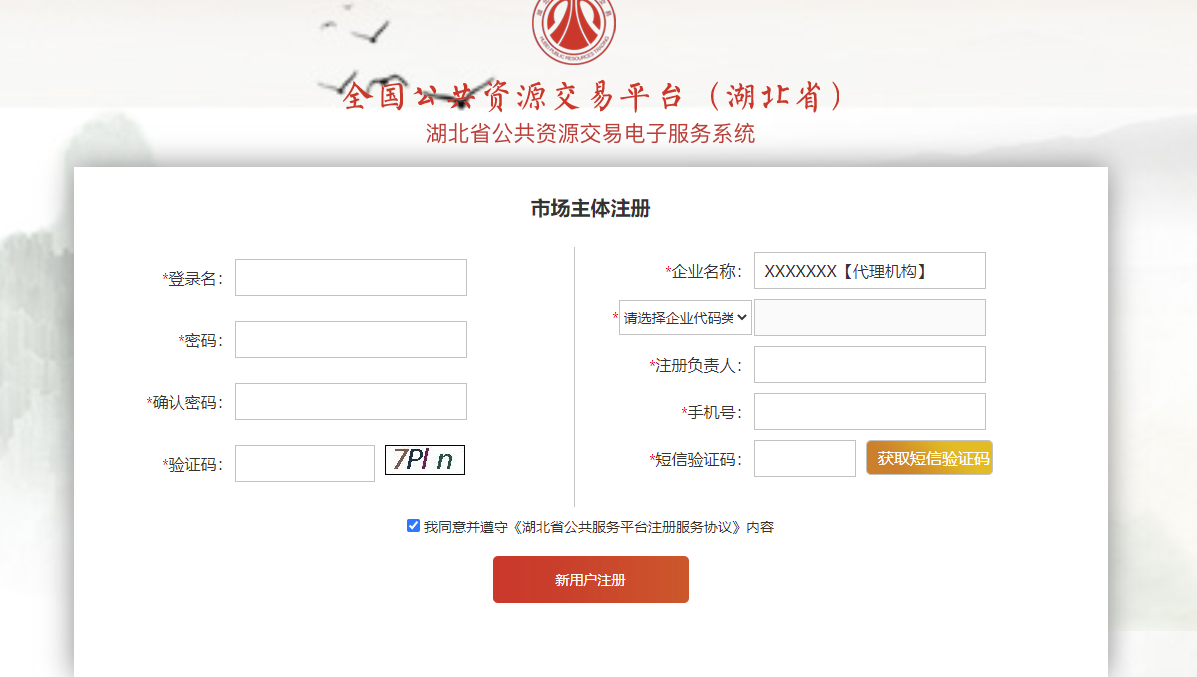 HUBEI PUBLIC RESOURCES TRADING
全国公共资源交易平台（湖北省）
湖北省公共资源交易电子服务系统
市场主体注册
*登录名：
*密码：
*确认密码：
*验证码： 7Pl n
*企业名称： XXXXXXX【代理机构】
* 请选择企业代码类
*注册负责人：
*手机号：
*短信验证码： 获取短信验证码
我同意并遵守《湖北省公共服务平台注册服务协议》内容
新用户注册